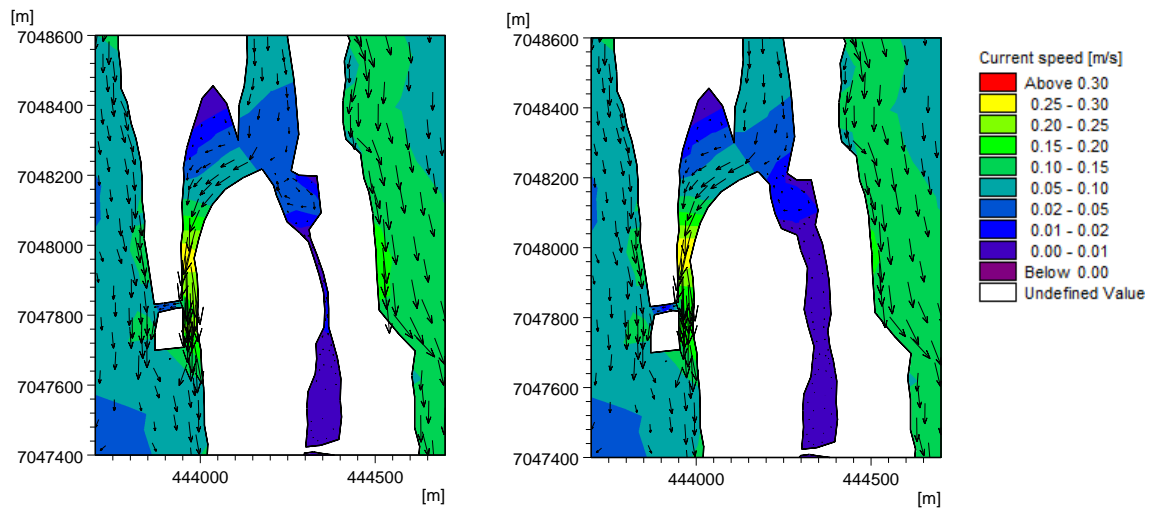 [m]
7048600
7048400
7048200
7048000
7047800
7047600
7047400
444000
444500
[m]
[m]
7048600
7048400
7048200
7048000
7047800
7047600
7047400
444000
444500
[m]
Current speed [m/s]
Above 0.30
0.25 - 0.30
0.20 - 0.25
0.15 - 0.20
0.10 - 0.15
0.05 - 0.10
0.02 - 0.05
0.01 - 0.02
0.00 - 0.01
Below 0.00
Undefined Value